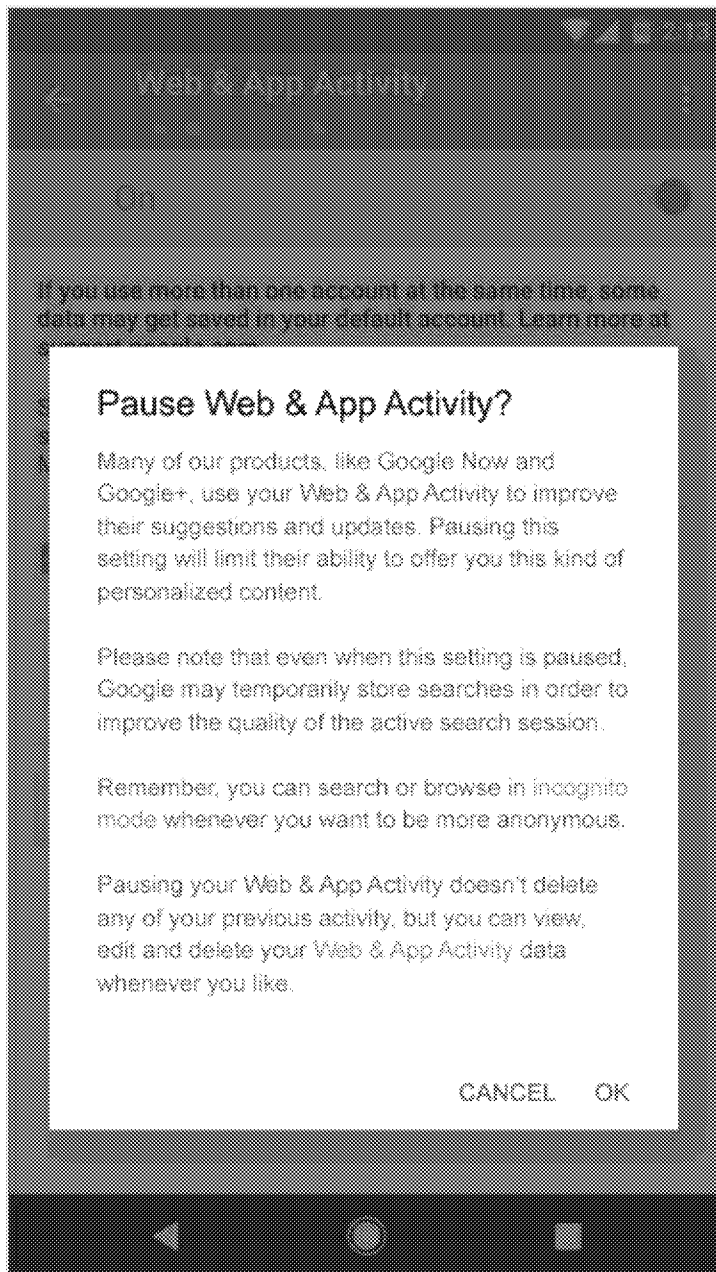 2:13
Web & App Activity
On
If you use more than one account at the same time, some
data may get saved in your default account. Learn more at
support.google.com
Pause Web & App Activity?
Many of our products, like Google Now and
Google+, use your Web & App Activity to improve
their suggestions and updates. Pausing this
setting will limit their ability to offer you this kind of
personalized content.
Please note that even when this setting is paused,
Google may temporarily store searches in order to
improve the quality of the active search session.
Remember, you can search or browse in incognito
mode whenever you want to be more anonymous.
Pausing your Web & App Activity doesn't delete
any of your previous activity, but you can view,
edit and delete your Web & App Activity data
whenever you like.
CANCEL OK